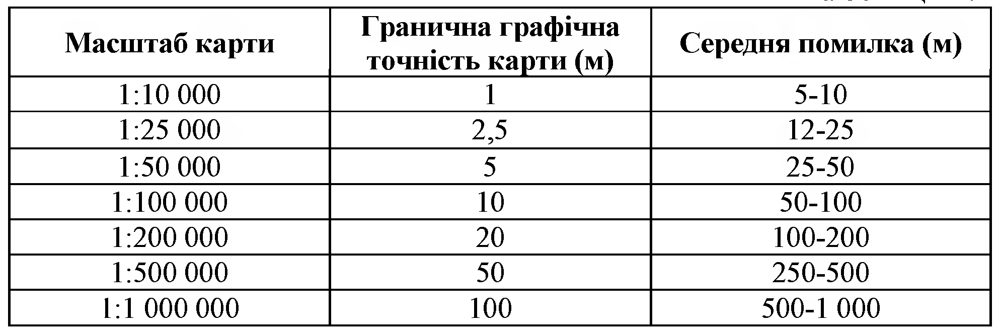 Масштаб карти Гранична графічна точність карти (м) Середня помилка (м)
1:10 000 1 5-10
1:25 000 2,5 12-25
1:50 000 5 25-50
1:100 000 10 50-100
1:200 000 20 100-200
1:500 000 50 250-500
1:1 000 000 100 500-1 000